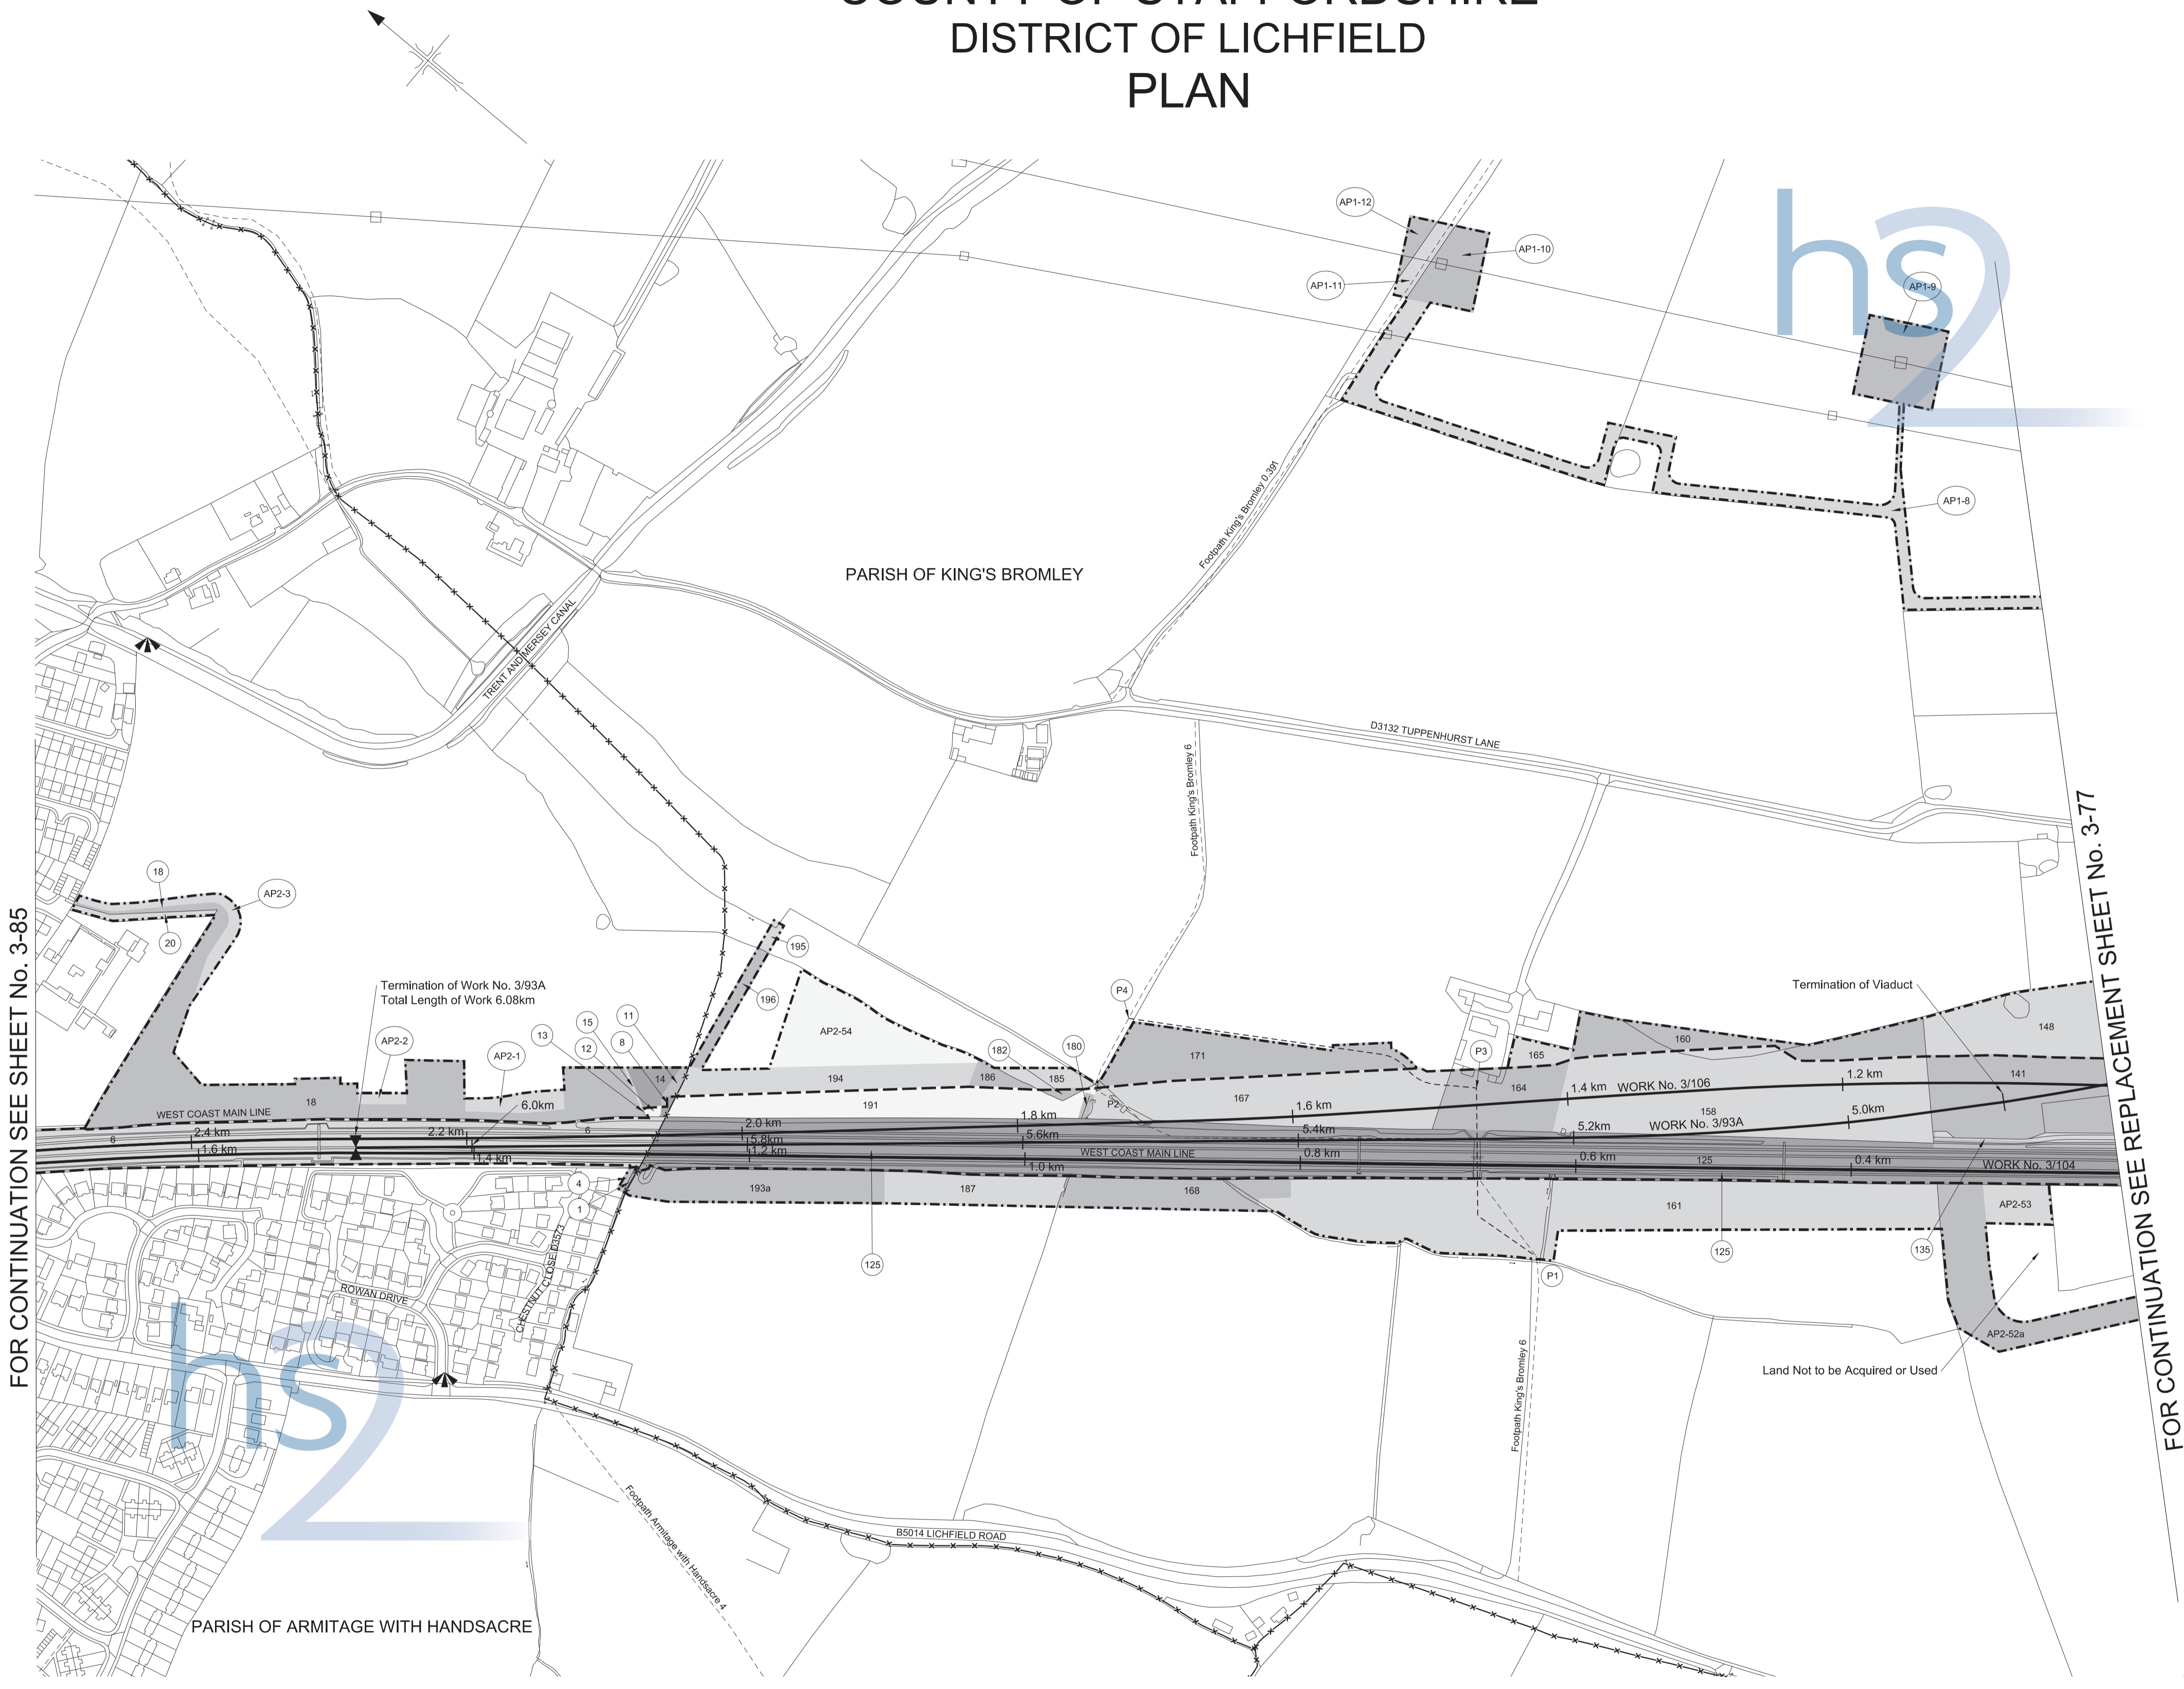 COUNTY OF STAFFORDSHIRE
DISTRICT OF LICHFIELD
PLAN
AP1-12
AP1-10
AP1-11
hs2
AP1-9
AP1-8
Footpath King's Bromley 0.391
PARISH OF KING'S BROMLEY
TRENT AND MERSEY CANAL
D3132 TUPPENHURST LANE
Footpath King's Bromley 6
FOR CONTINUATION SEE SHEET No. 3-85
FOR CONTINUATION SEE REPLACEMENT SHEET No. 3-77
18
AP2-3
20
195
Termination of Work No. 3/93A
Total Length of Work 6.08km
196
P4
Termination of Viaduct
15
11
13
12
8
AP2-2
AP2-1
AP2-54
182
180
171
P3
165
160
148
14
194
186
185
164
141
18
6.0km
191
P2
167
1.6 km
1.4 km
WORK No. 3/106
1.2 km
158
WORK No. 3/93A
5.0km
WEST COAST MAIN LINE
6
2.4 km
2.2 km
6
2.0 km
1.8 km
5.8km
5.6km
5.4km
5.2km
1.6 km
1.4 km
1.2 km
1.0 km
WEST COAST MAIN LINE
0.8 km
0.6 km
125
0.4 km
WORK No. 3/104
4
1
193a
187
168
161
AP2-53
125
125
135
P1
CHESTNUT CLOSE D3573
ROWAN DRIVE
hs2
AP2-52a
Land Not to be Acquired or Used
Footpath King's Bromley 6
Footpath Armitage with Handsacre 4
B5014 LICHFIELD ROAD
PARISH OF ARMITAGE WITH HANDSACRE